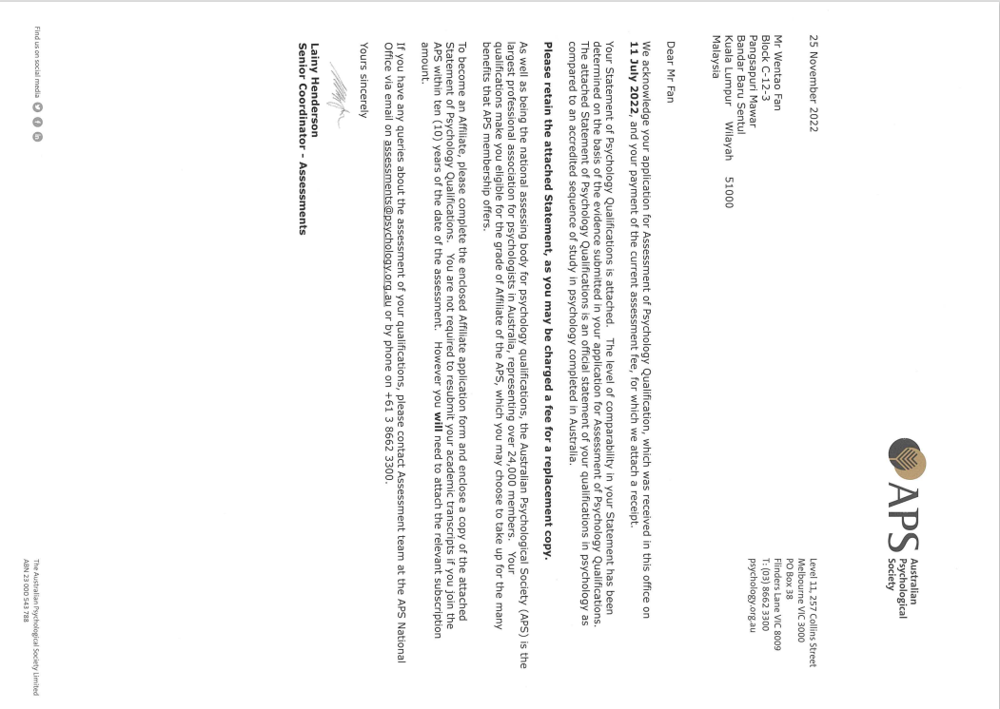 APS Australian
Psychological
Society
Level 11, 257 Collins Street
Melbourne VIC 3000
PO Box 38
Flinders Lane VIC 8009
T: (03) 8662 3300
psychology.org.au
25 November 2022
Mr Wentao Fan
Block C-12-3
Pangsapuri Mawar
Bandar Baru Sentul
Kuala Lumpur Wilayah 51000
Malaysia
Dear Mr Fan
We acknowledge your application for Assessment of Psychology Qualification, which was received in this office on
11 July 2022, and your payment of the current assessment fee, for which we attach a receipt.
Your Statement of Psychology Qualifications is attached. The level of comparability in your Statement has been
determined on the basis of the evidence submitted in your application for Assessment of Psychology Qualifications.
The attached Statement of Psychology Qualifications is an official statement of your qualifications in psychology as
compared to an accredited sequence of study in psychology completed in Australia.
Please retain the attached Statement, as you may be charged a fee for a replacement copy.
As well as being the national assessing body for psychology qualifications, the Australian Psychological Society (APS) is the
largest professional association for psychologists in Australia, representing over 24,000 members. Your
qualifications make you eligible for the grade of Affiliate of the APS, which you may choose to take up for the many
benefits that APS membership offers.
To become an Affiliate, please complete the enclosed Affiliate application form and enclose a copy of the attached
Statement of Psychology Qualifications. You are not required to resubmit your academic transcripts if you join the
APS within ten (10) years of the date of the assessment. However you will need to attach the relevant subscription
amount.
If you have any queries about the assessment of your qualifications, please contact Assessment team at the APS National
Office via email on assessments@psychology.org.au or by phone on +61 3 8662 3300.
Yours sincerely
Lainy Henderson
Senior Coordinator - Assessments
Find us on social media
The Australian Psychological Society Limited
ABN 23 000 543 788